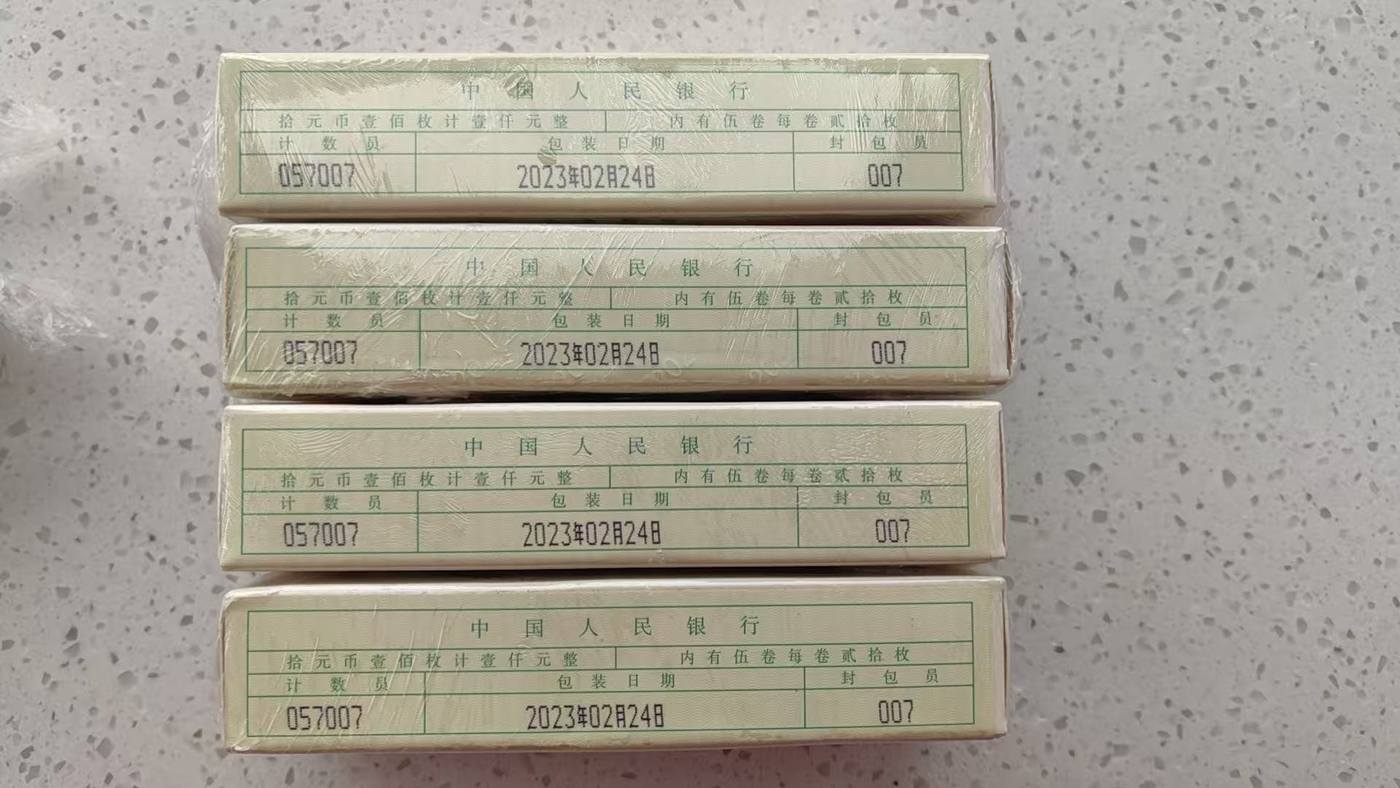 中国人民银行
拾元币壹佰枚计壹仟元整 内有伍卷每卷贰拾枚
计数员 包装日期 封包员
057007 2023年02月24日 007
中国人民银行
拾元币壹佰枚计壹仟元整 内有伍卷每卷贰拾枚
计数员 包装日期 封包员
057007 2023年02月24日 007
中国人民银行
拾元币壹佰枚计壹仟元整 内有伍卷每卷贰拾枚
计数员 包装日期 封包员
057007 2023年02月24日 007
中国人民银行
拾元币壹佰枚计壹仟元整 内有伍卷每卷贰拾枚
计数员 包装日期 封包员
057007 2023年02月24日 007